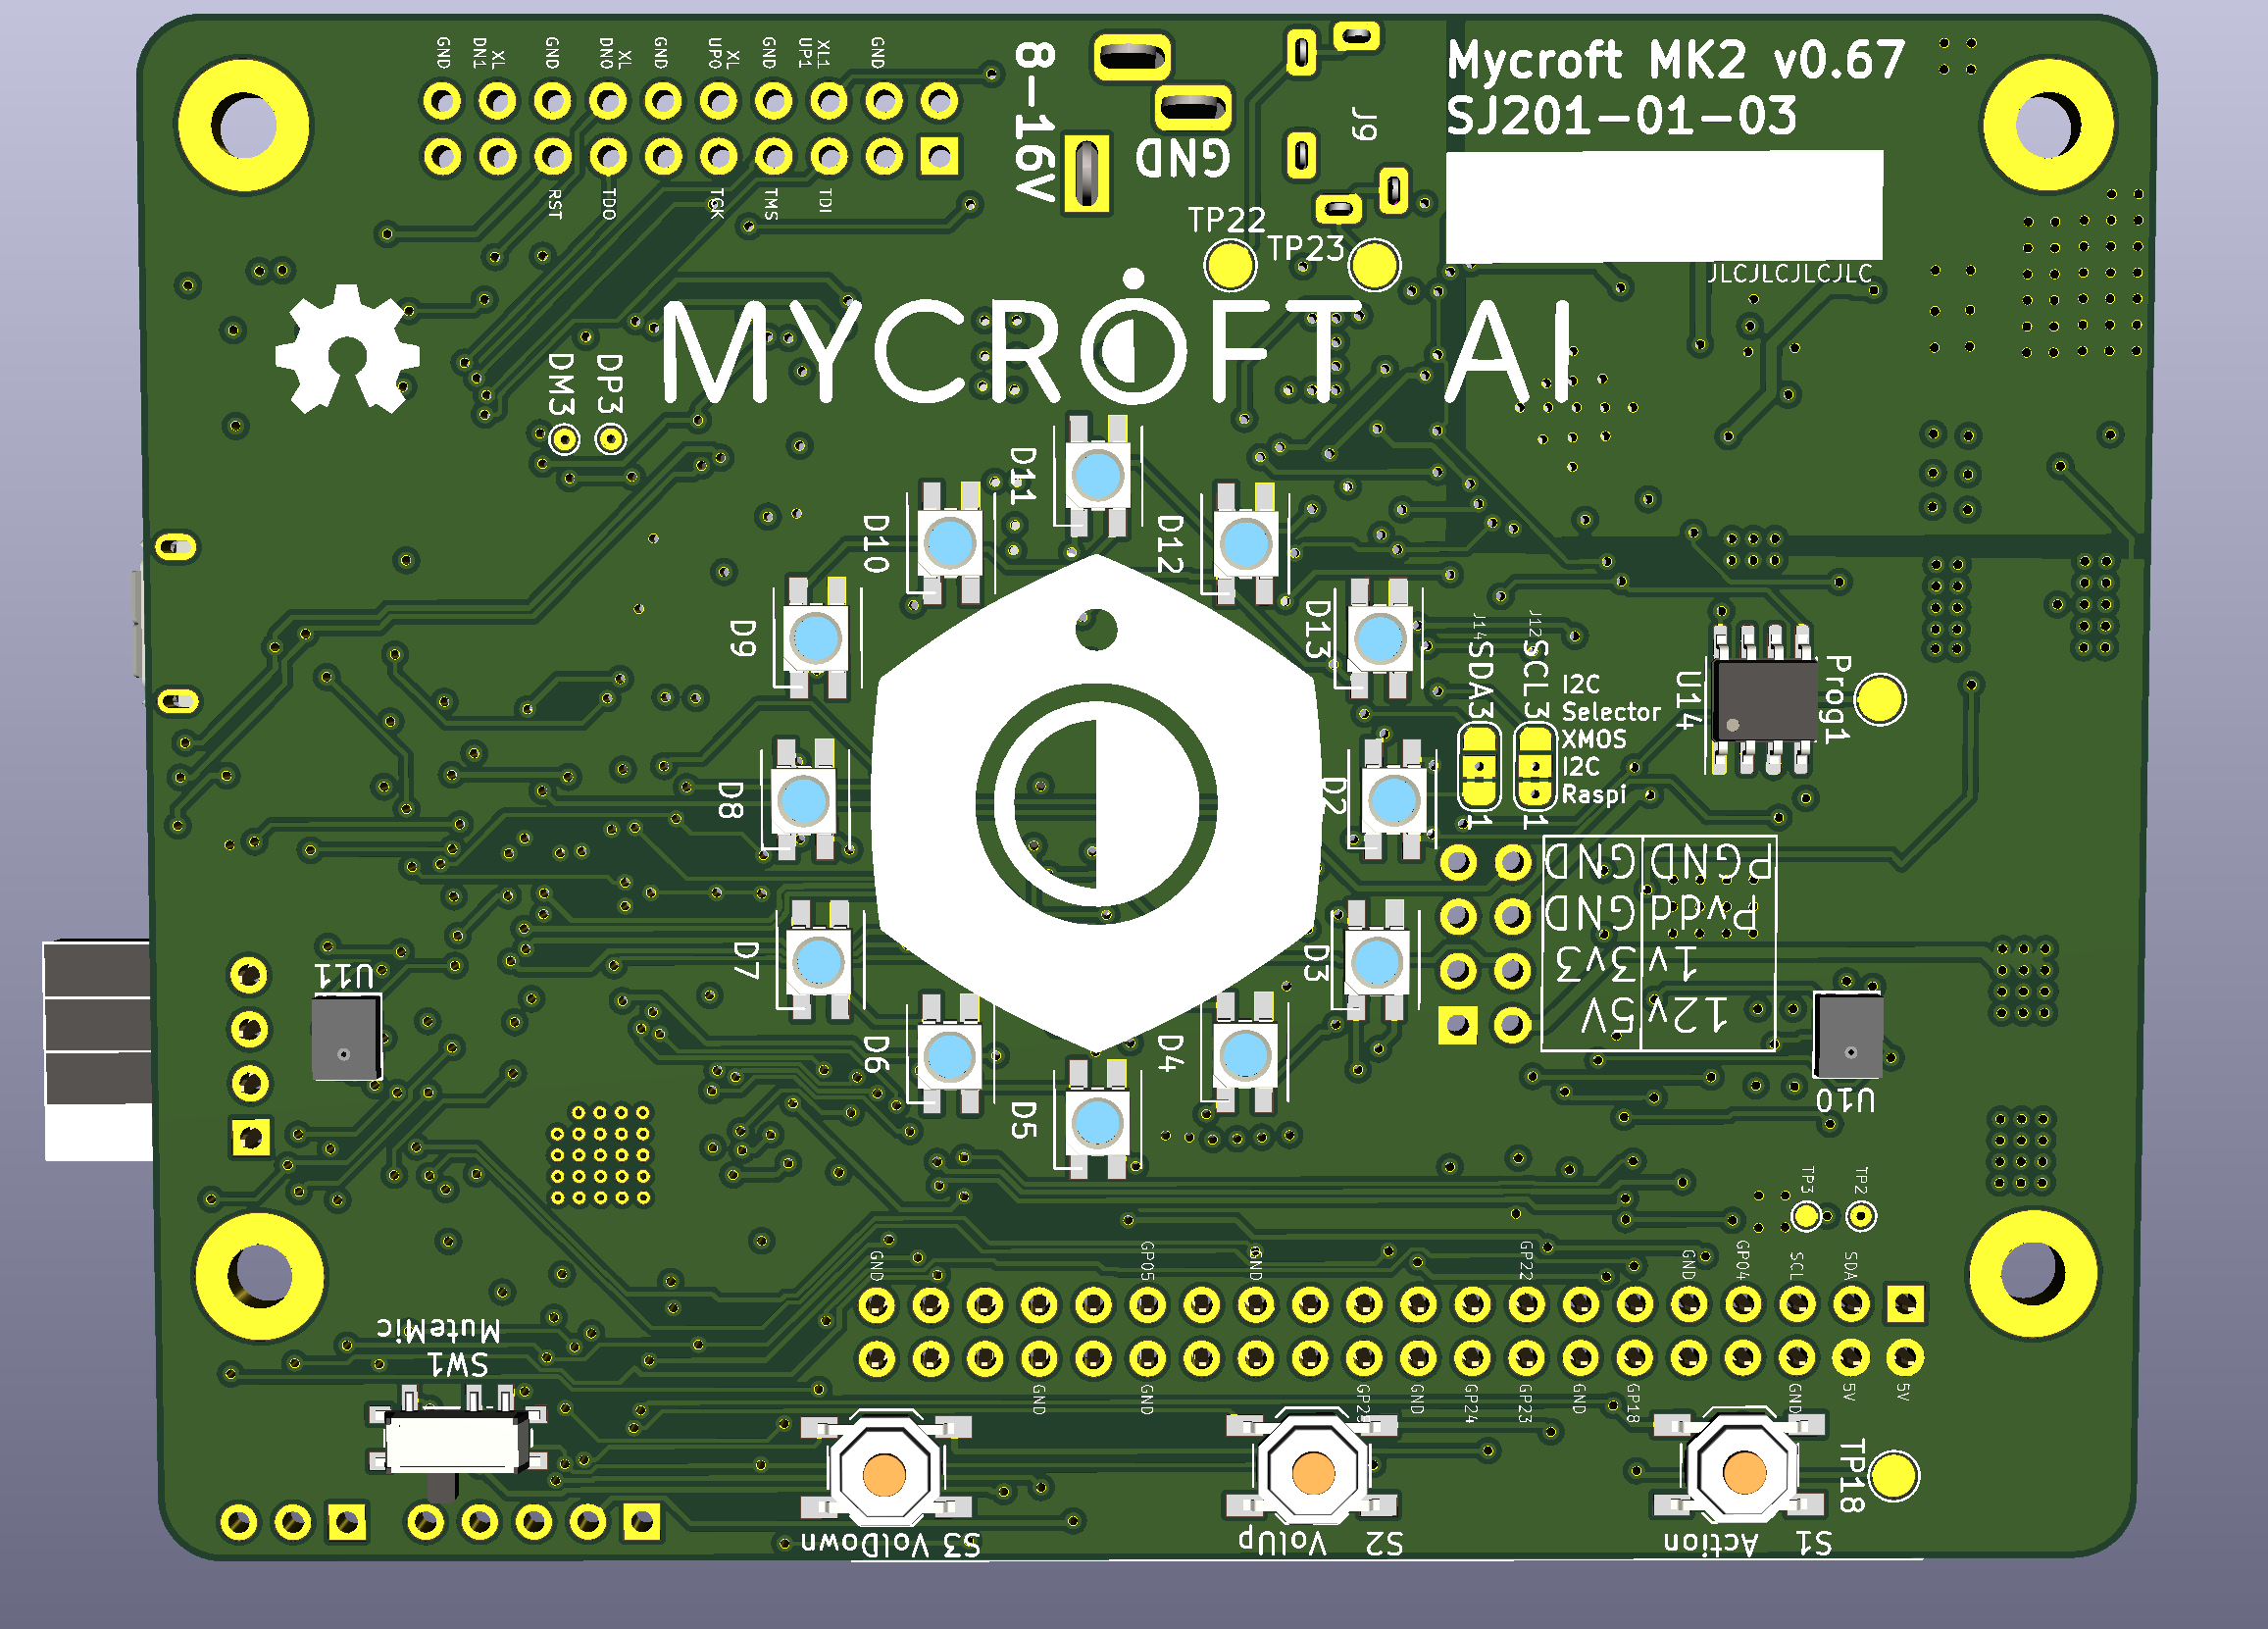 GND
XL
DN1
GND
XL
DN0
GND
XL
UP0
GND
XL1
UP1
GND
RST
TDO
TCK
TMS
TDI
8-16V
GND
J9
TP22
TP23
Mycroft MK2 v0.67
SJ201-01-03
JLCJLCJLCJLC
MYCROFT AI
DM3
DP3
D11
D10
D12
D9
D13
D8
D2
D7
D3
D6
D4
D5
J14
SDA3
J12
SCL3
I2C
Selector
XMOS
I2C
Raspi
1
1
U14
Prog1
GND PGND
GND Pvdd
3v3 1v
5V 12v
U11
U10
TP3
TP2
GND
GP05
GND
GP22
GND
GP04
SCL
SDA
GND
GND
GP25
GND
GP24
GP23
GND
GP18
GND
5V
5V
MuteMic
SW1
S3 VolDown
S2 VolUp
S1 Action
TP18